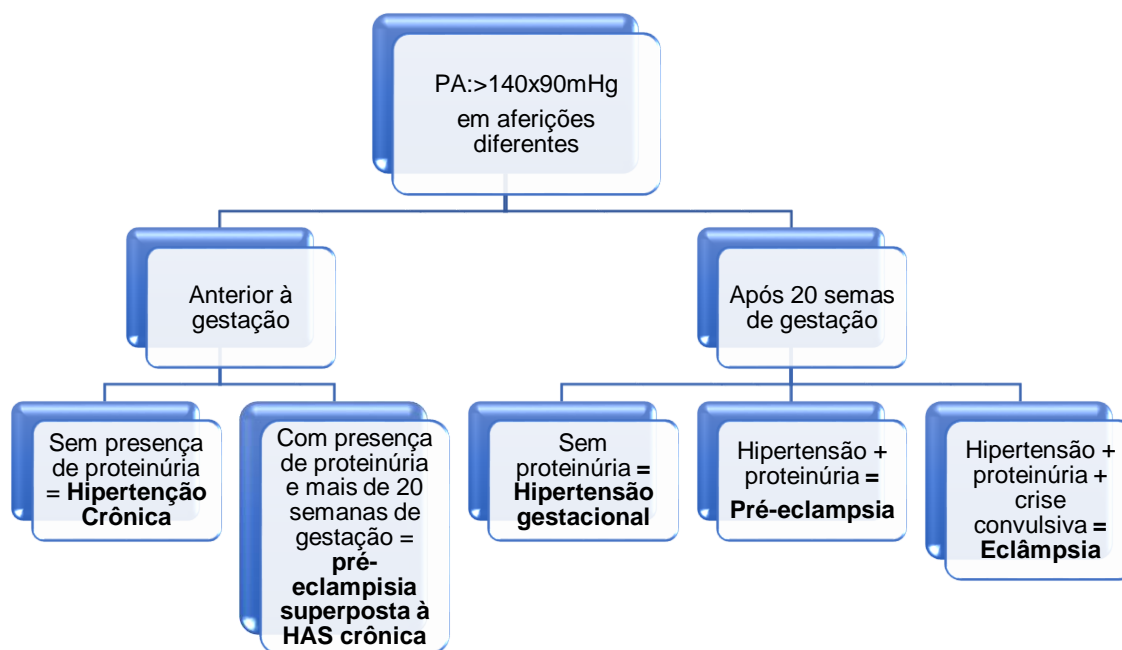 PA:>140x90mHg
em aferições
diferentes
Anterior à
gestação
Após 20 semas
de gestação
Sem presença
de proteinúria
= Hipertenção
Crônica
Com presença
de proteinúria
e mais de 20
semanas de
gestação =
pré-
eclampisia
superposta à
HAS crônica
Sem
proteinúria =
Hipertensão
gestacional
Hipertensão +
proteinúria =
Pré-eclampsia
Hipertensão +
proteinúria +
crise
convulsiva =
Eclâmpsia